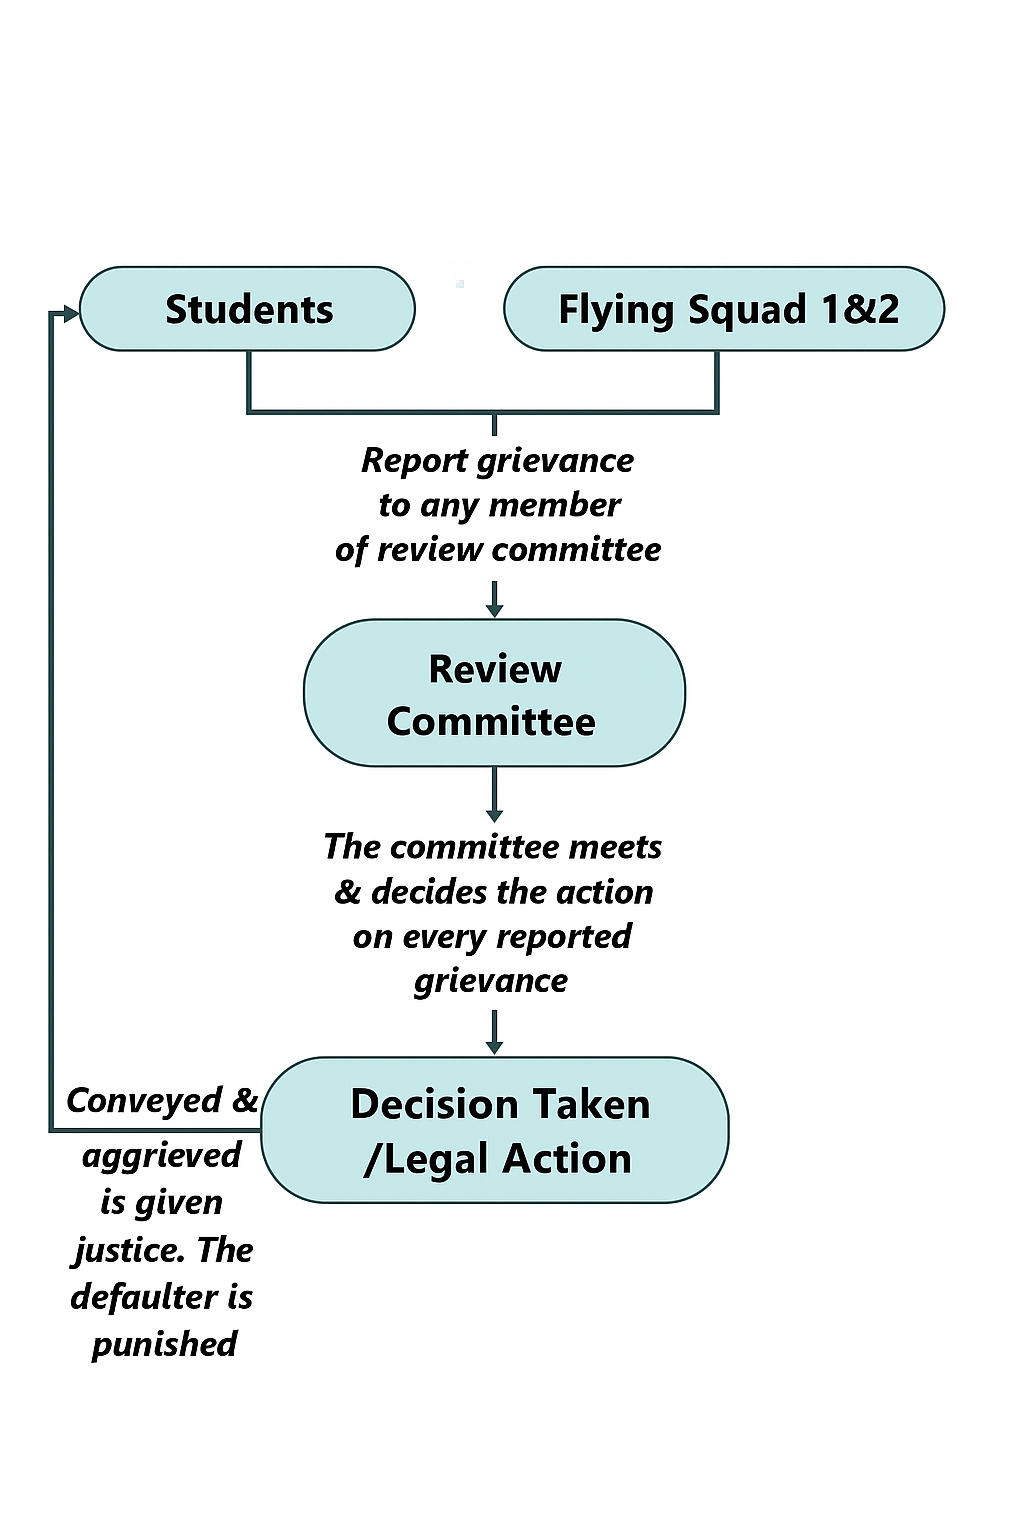 Students
Flying Squad 1&2
Report grievance
to any member
of review committee
Review
Committee
The committee meets
& decides the action
on every reported
grievance
Decision Taken
/Legal Action
Conveyed &
aggrieved
is given
justice. The
defaulter is
punished